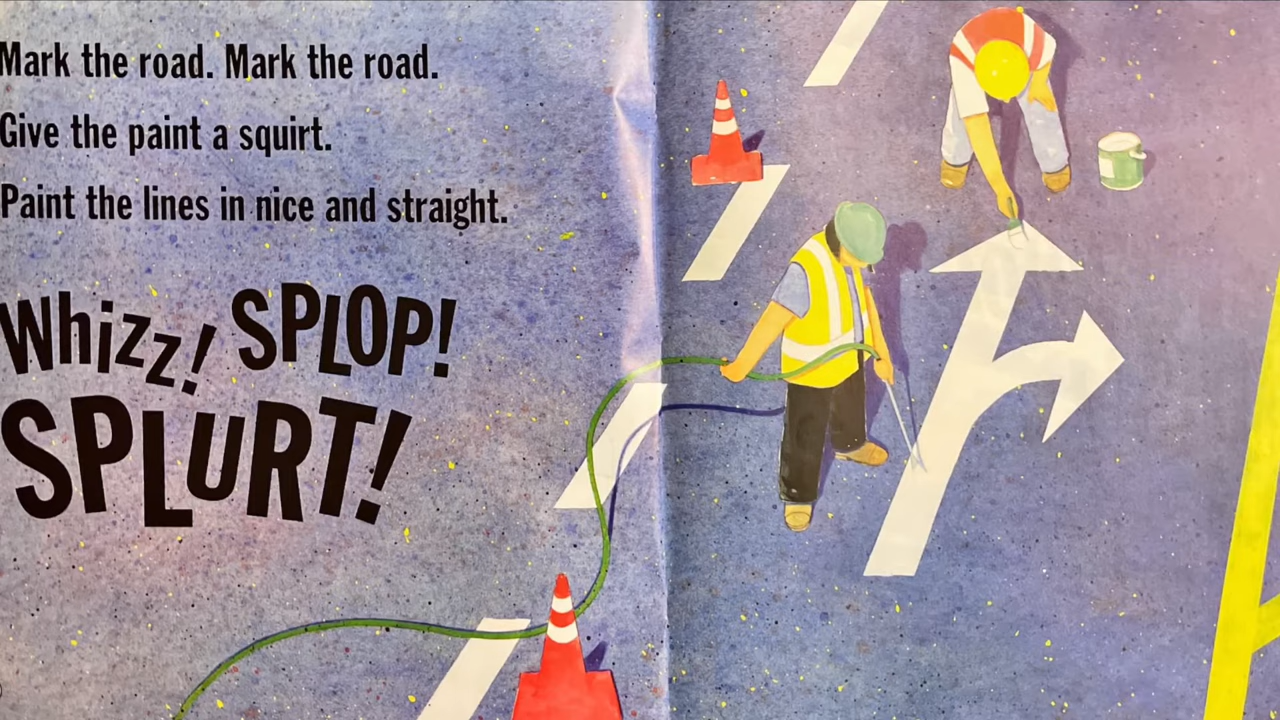 Mark the road. Mark the road.
Give the paint a squirt.
Paint the lines in nice and straight.
Whizz! SPLOP!
SPLURT!